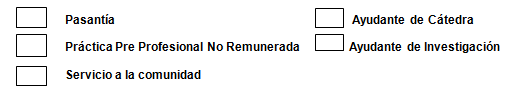 Pasantía
Ayudante de Cátedra
Práctica Pre Profesional No Remunerada
Ayudante de Investigación
Servicio a la comunidad